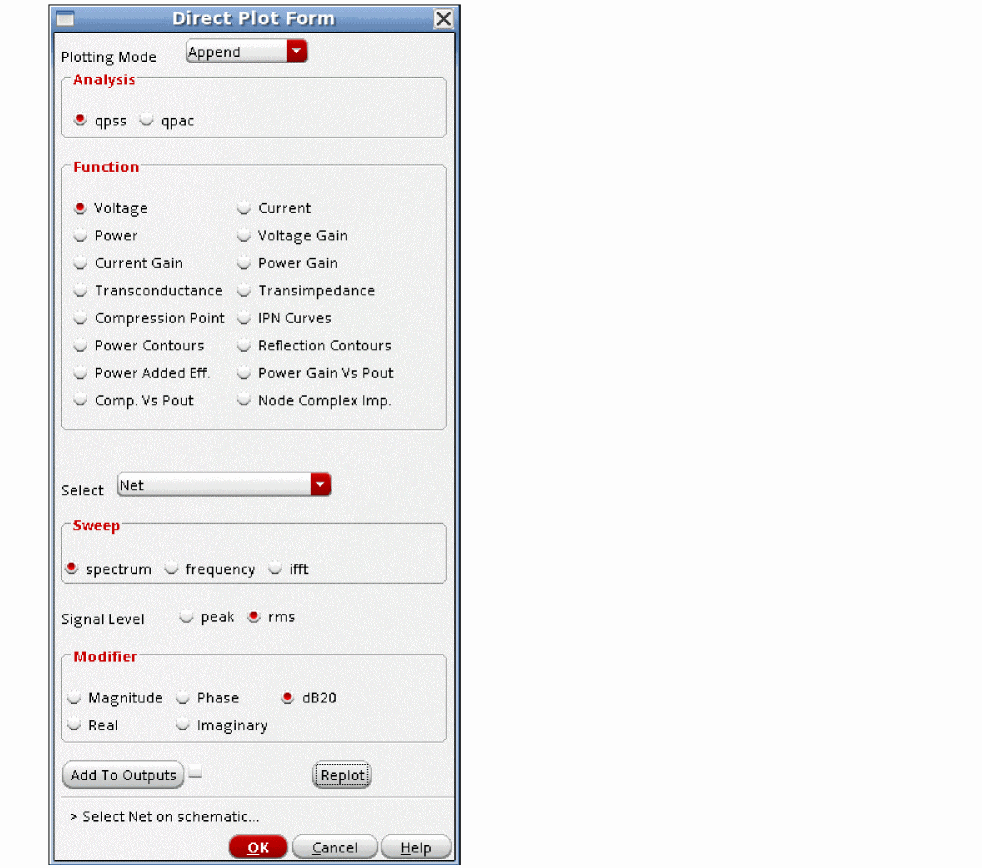 Direct Plot Form
Plotting Mode Append
Analysis
qpss qpac
Function
Voltage Current
Power Voltage Gain
Current Gain Power Gain
Transconductance Transimpedance
Compression Point IPN Curves
Power Contours Reflection Contours
Power Added Eff. Power Gain Vs Pout
Comp. Vs Pout Node Complex Imp.
Select Net
Sweep
spectrum frequency ifft
Signal Level peak rms
Modifier
Magnitude Phase dB20
Real Imaginary
Add To Outputs Replot
> Select Net on schematic...
OK Cancel Help